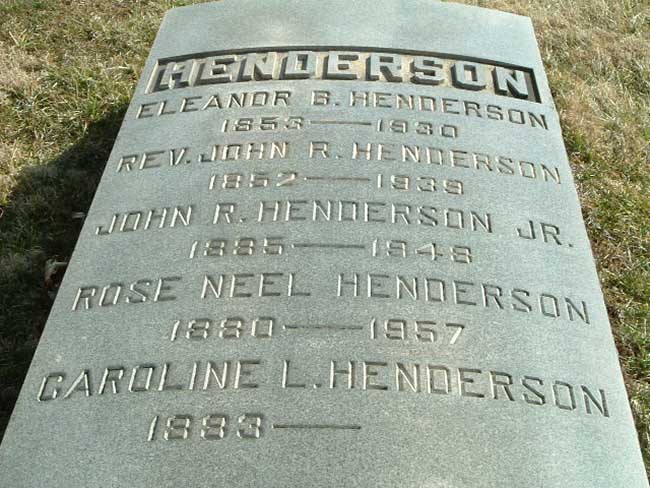 HENDERSON
ELEANOR B. HENDERSON
1853 — 1930
REV. JOHN R. HENDERSON
1852 — 1939
JOHN R. HENDERSON JR.
1885 — 1948
ROSE NEEL HENDERSON
1880 — 1957
CAROLINE L. HENDERSON
1883 —